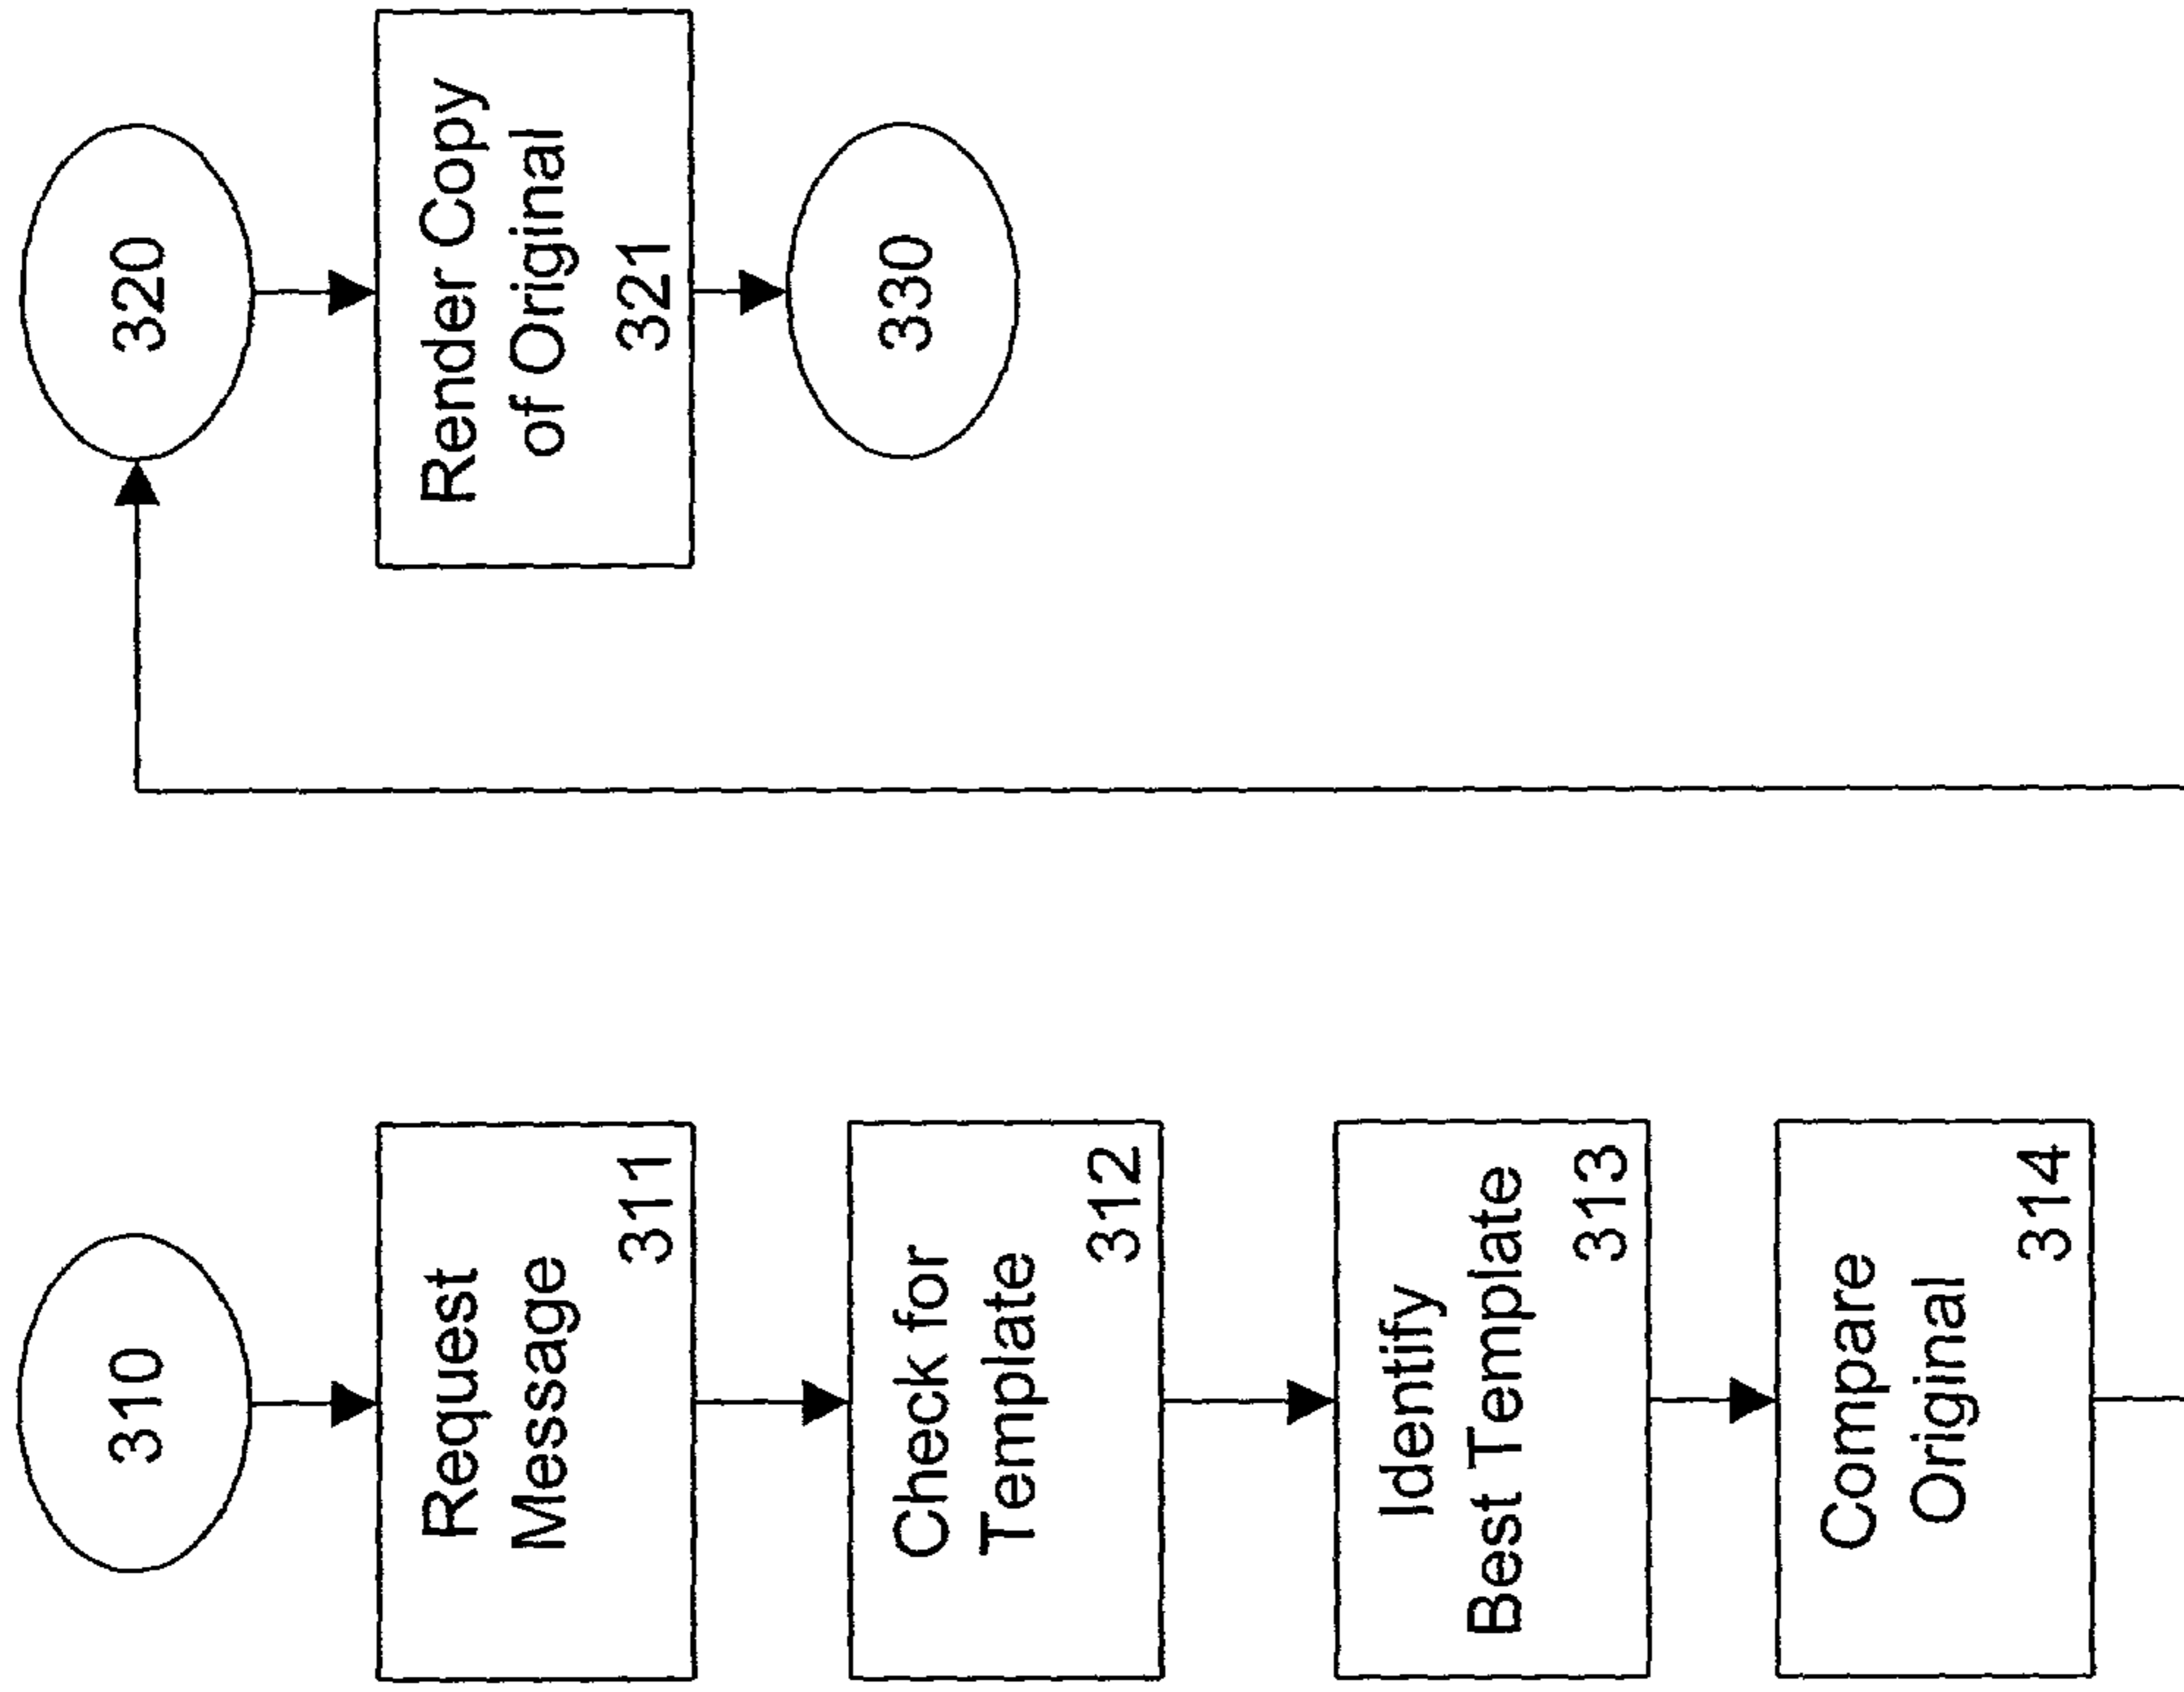 310
Request
Message
311
Check for
Template
312
Identify
Best Template
313
Compare
Original
314
320
Render Copy
of Original
321
330